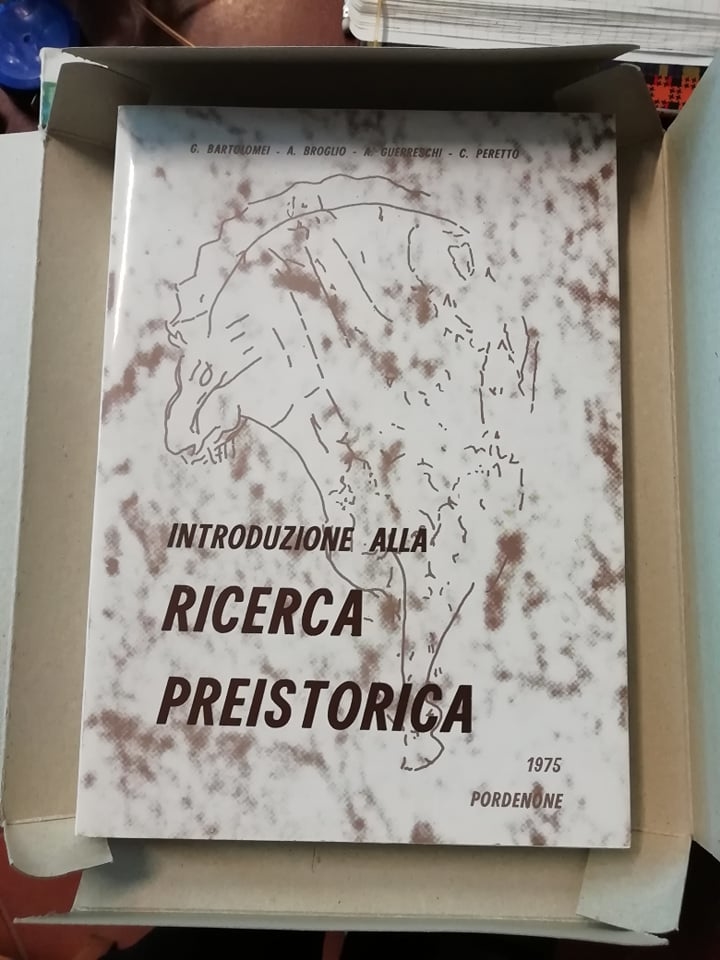 G. BARTOLOMEI - A. BROGLIO - A. GUERRESCHI - C. PERETTO
INTRODUZIONE ALLA
RICERCA
PREISTORICA
1975
PORDENONE